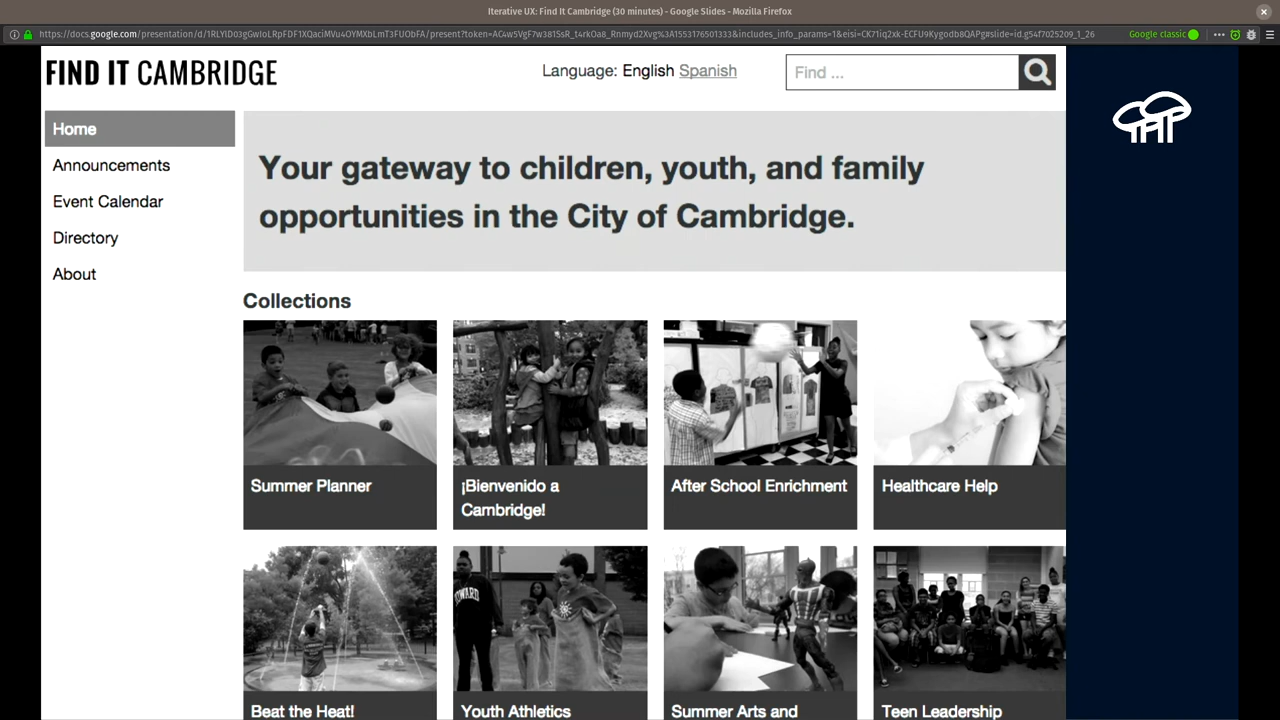 Iterative UX: Find It Cambridge (30 minutes) - Google Slides - Mozilla Firefox
Google classic
FIND IT CAMBRIDGE
Language: English Spanish
Find ...
Home
Announcements
Event Calendar
Directory
About
Your gateway to children, youth, and family
opportunities in the City of Cambridge.
Collections
Summer Planner
¡Bienvenido a
Cambridge!
After School Enrichment
Healthcare Help
Beat the Heat!
Youth Athletics
Summer Arts and
Teen Leadership